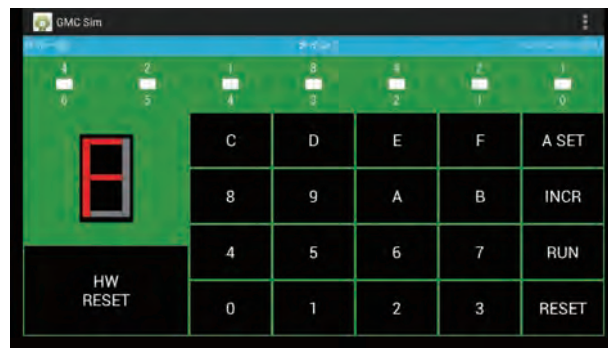 GMC Sim
4 2 1 8 4 2 1
6 5 4 3 2 1 0
C D E F A SET
8 9 A B INCR
4 5 6 7 RUN
HW
RESET
0 1 2 3 RESET